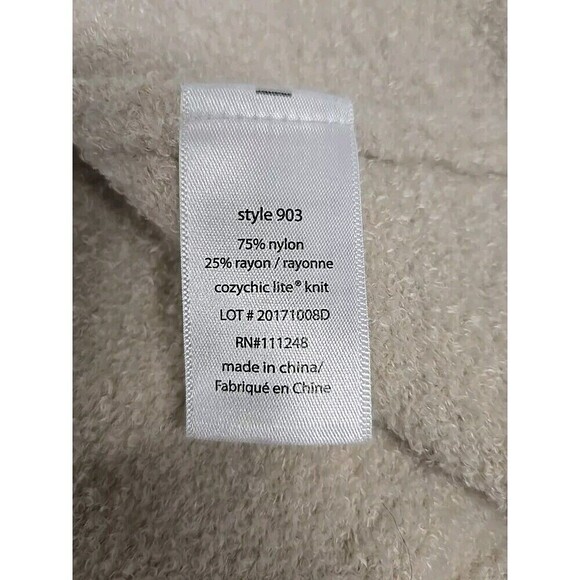 style 903
75% nylon
25% rayon / rayonne
cozychic lite® knit
LOT # 20171008D
RN#111248
made in china/
Fabriqué en Chine